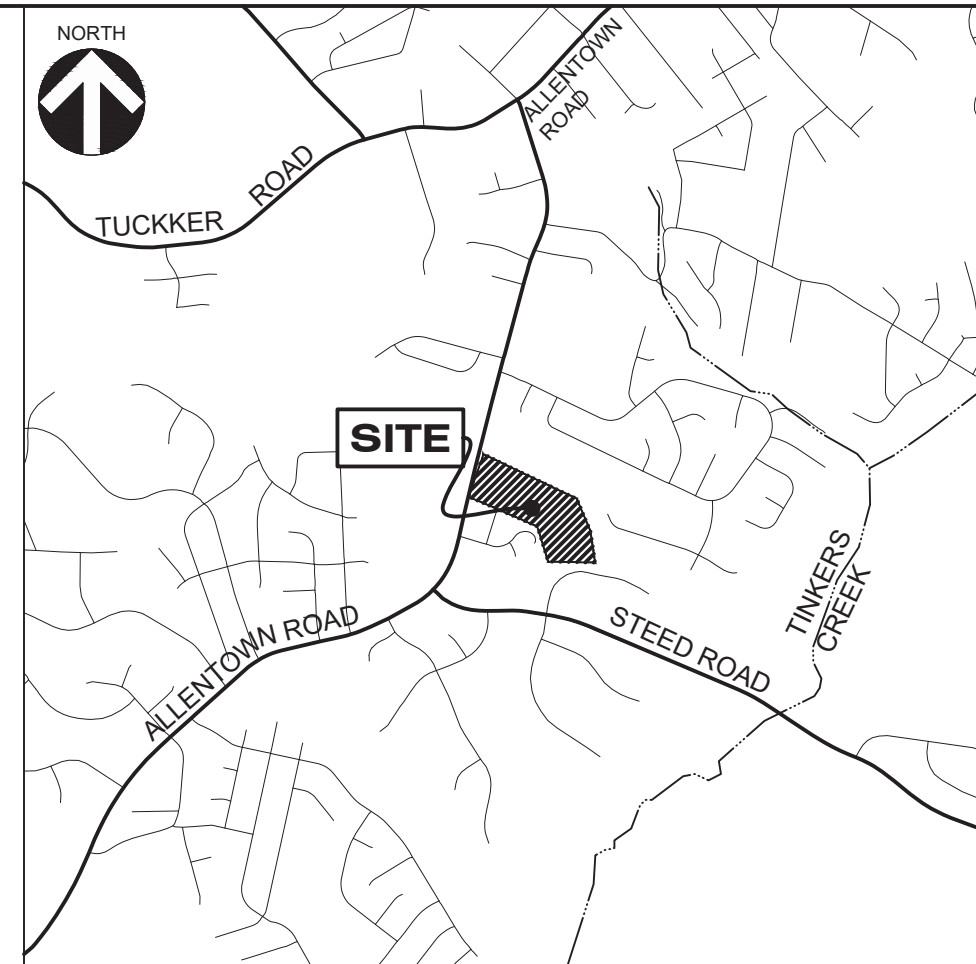 NORTH
ALLENTOWN
ROAD
TUCKKER ROAD
SITE
TINKERS
CREEK
ALLENTOWN ROAD
STEED ROAD